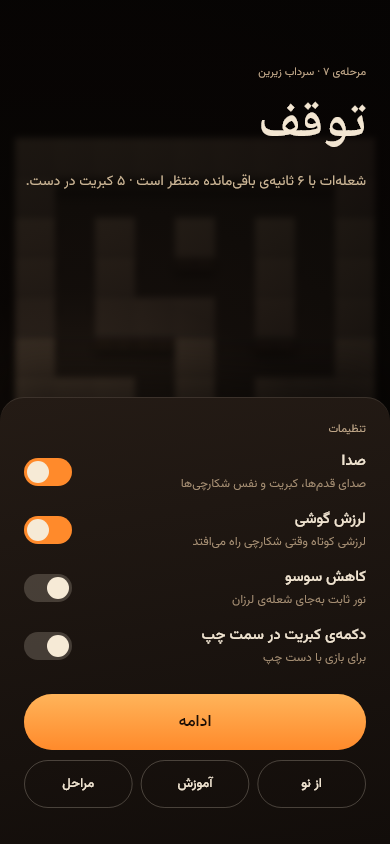 مرحله‌ی ۷ · سرداب زیرین
توقف
شعله‌ات با ۶ ثانیه‌ی باقی‌مانده منتظر است · ۵ کبریت در دست.
تنظیمات
صدا
صدای قدم‌ها، کبریت و نفس شکارچی‌ها
لرزش گوشی
لرزشی کوتاه وقتی شکارچی راه می‌افتد
کاهش سوسو
نور ثابت به‌جای شعله‌ی لرزان
دکمه‌ی کبریت در سمت چپ
برای بازی با دست چپ
ادامه
از نو
آموزش
مراحل